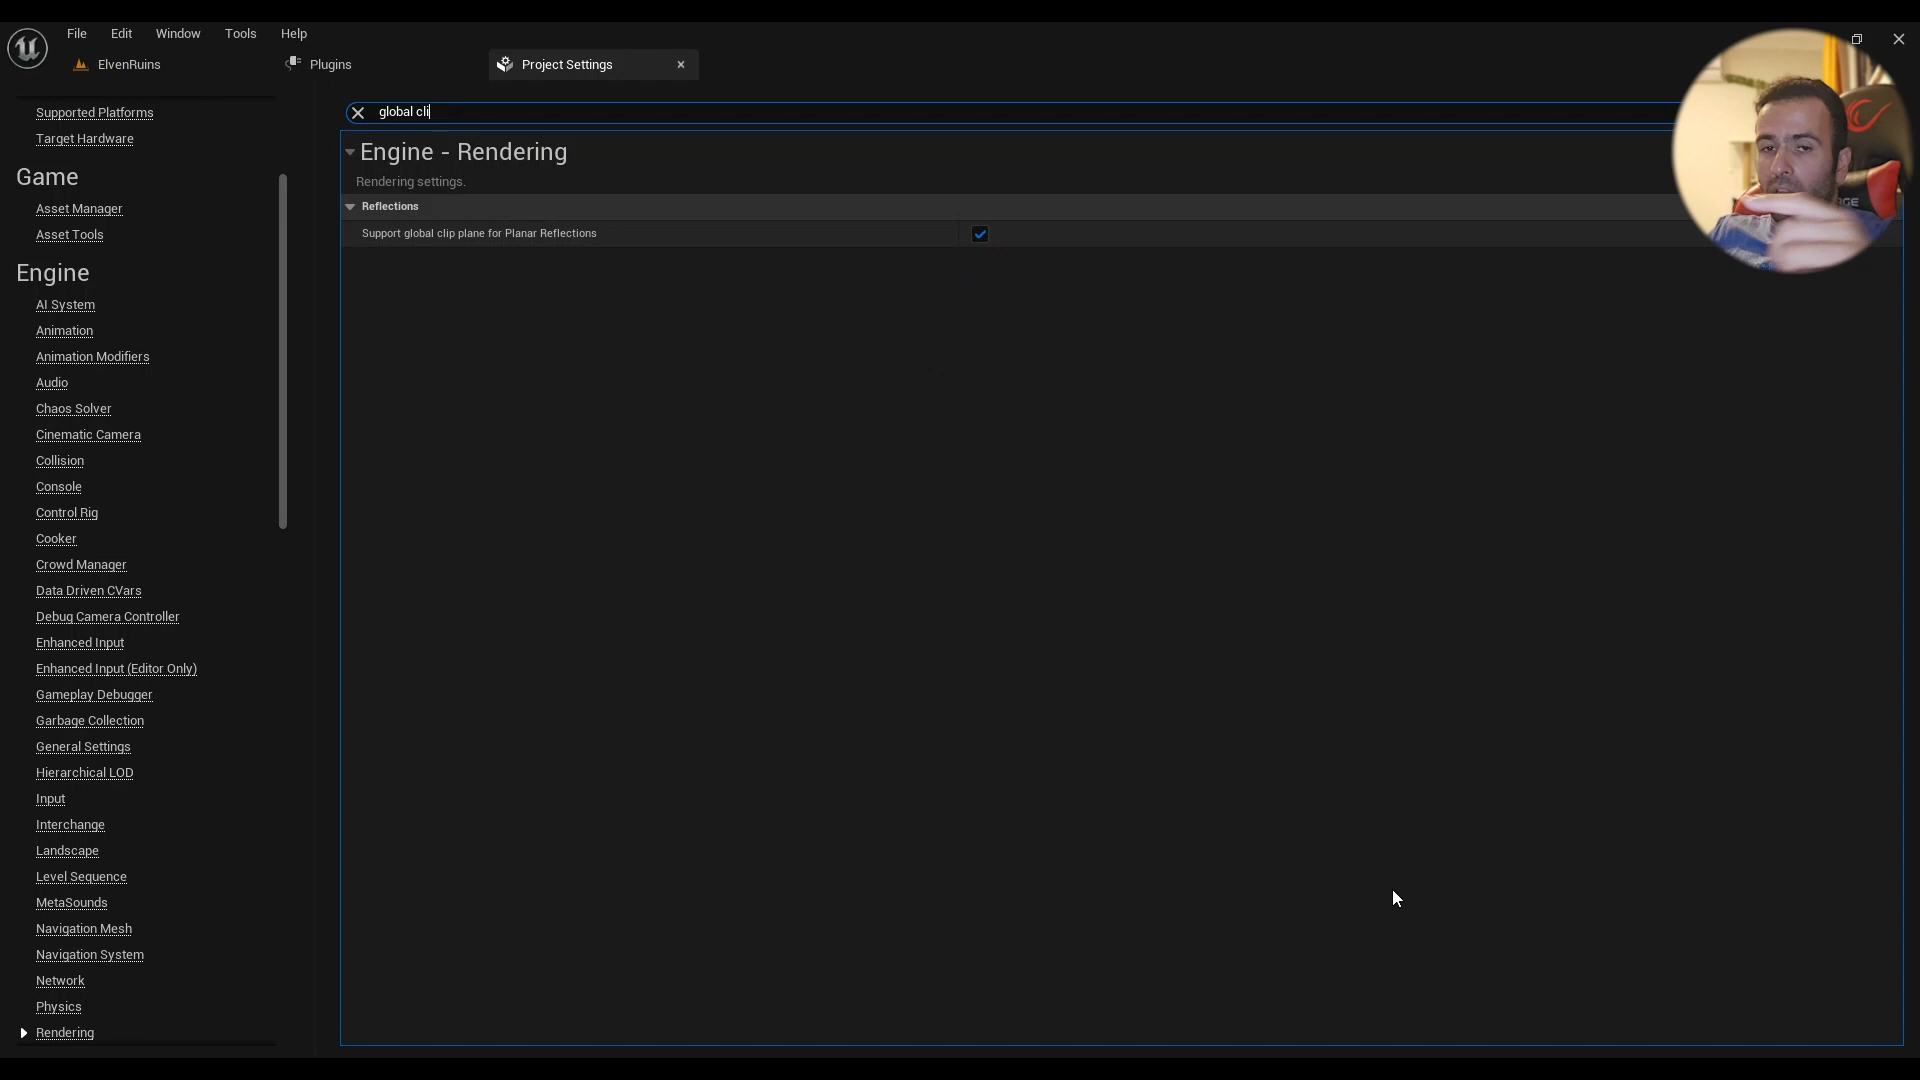 File Edit Window Tools Help
ElvenRuins Plugins Project Settings
global cli
Supported Platforms
Target Hardware
Game
Asset Manager
Asset Tools
Engine
AI System
Animation
Animation Modifiers
Audio
Chaos Solver
Cinematic Camera
Collision
Console
Control Rig
Cooker
Crowd Manager
Data Driven CVars
Debug Camera Controller
Enhanced Input
Enhanced Input (Editor Only)
Gameplay Debugger
Garbage Collection
General Settings
Hierarchical LOD
Input
Interchange
Landscape
Level Sequence
MetaSounds
Navigation Mesh
Navigation System
Network
Physics
Rendering
Engine - Rendering
Rendering settings.
Reflections
Support global clip plane for Planar Reflections